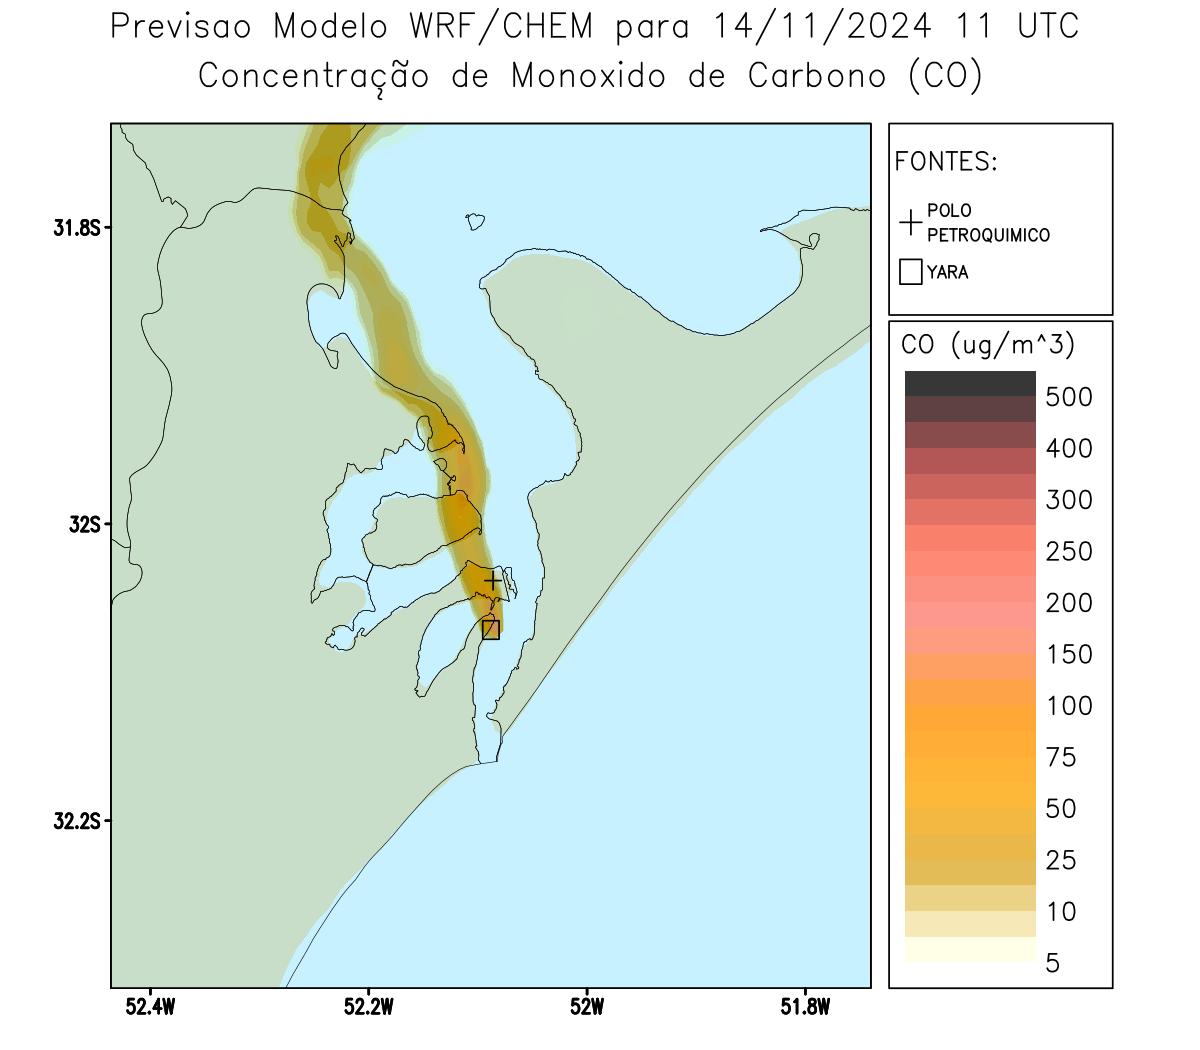 Previsao Modelo WRF/CHEM para 14/11/2024 11 UTC
Concentração de Monoxido de Carbono (CO)
FONTES:
POLO
PETROQUIMICO
YARA
CO (ug/m^3)
500
400
300
250
200
150
100
75
50
25
10
5
31.8S
32S
32.2S
52.4W
52.2W
52W
51.8W